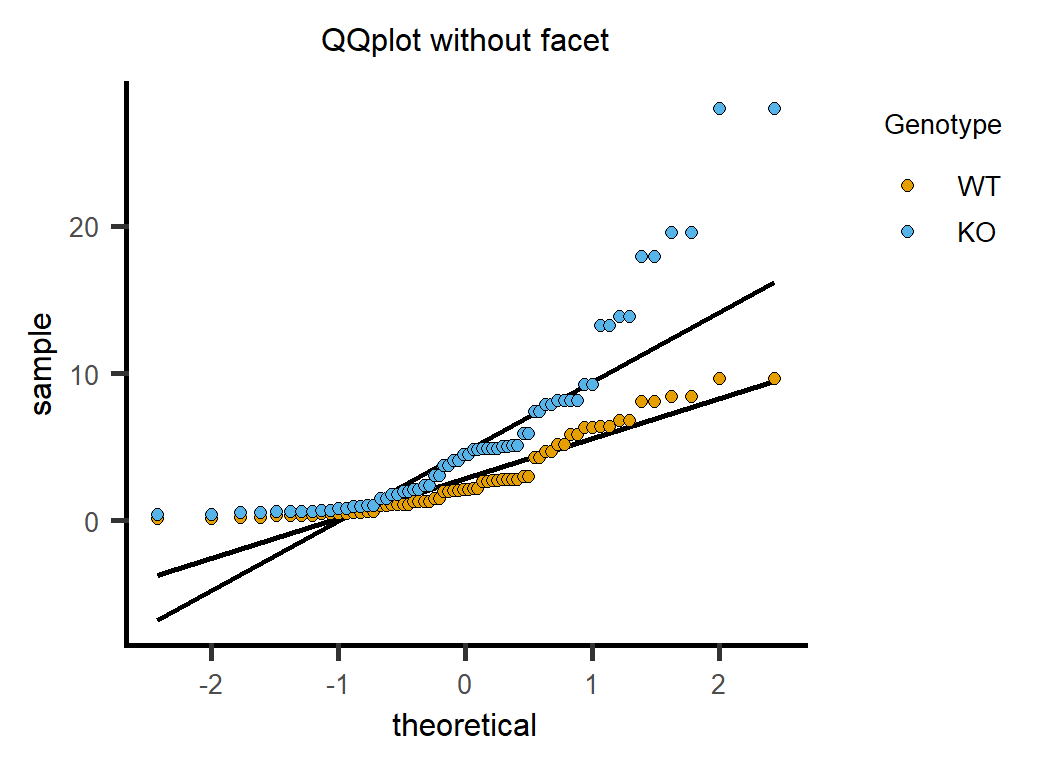 QQplot without facet
Genotype
WT
KO
sample
20
10
0
-2 -1 0 1 2
theoretical